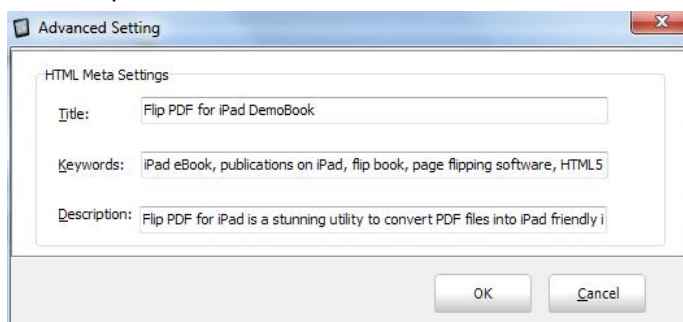 Advanced Setting
HTML Meta Settings
Title: Flip PDF for iPad DemoBook
Keywords: iPad eBook, publications on iPad, flip book, page flipping software, HTML5
Description: Flip PDF for iPad is a stunning utility to convert PDF files into iPad friendly i
OK Cancel